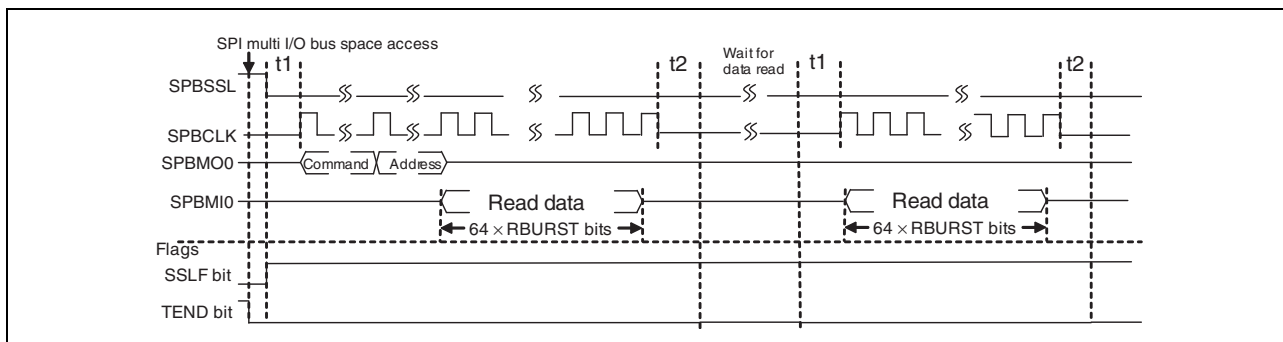 SPI multi I/O bus space access
t1 t2 Wait for data read t1 t2
SPBSSL
SPBCLK
SPBMO0 Command Address
SPBMI0 Read data Read data
64 × RBURST bits 64 × RBURST bits
Flags
SSLF bit
TEND bit